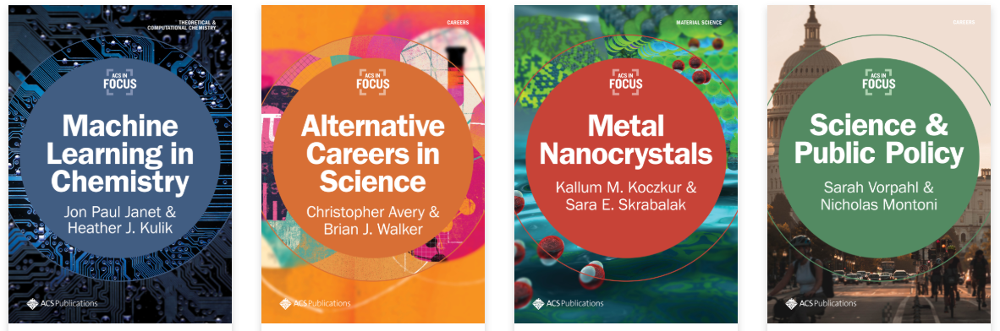 THEORETICAL &
COMPUTATIONAL CHEMISTRY
ACS IN
FOCUS
Machine
Learning in
Chemistry
Jon Paul Janet &
Heather J. Kulik
ACS Publications
CAREERS
ACS IN
FOCUS
Alternative
Careers in
Science
Christopher Avery &
Brian J. Walker
ACS Publications
MATERIAL SCIENCE
ACS IN
FOCUS
Metal
Nanocrystals
Kallum M. Koczkur &
Sara E. Skrabalak
ACS Publications
CAREERS
ACS IN
FOCUS
Science &
Public Policy
Sarah Vorpahl &
Nicholas Montoni
ACS Publications